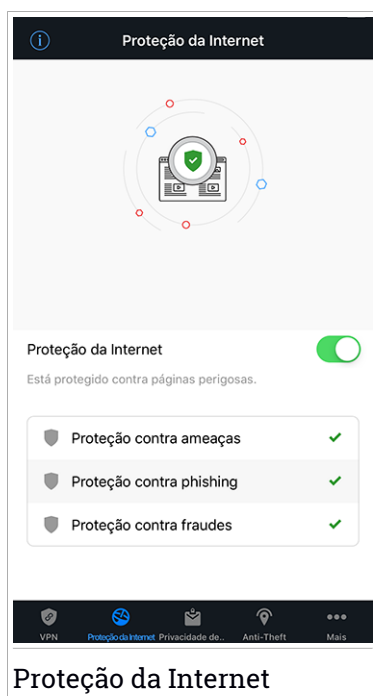 Proteção da Internet
Proteção da Internet
Está protegido contra páginas perigosas.
Proteção contra ameaças
Proteção contra phishing
Proteção contra fraudes
VPN Proteção da Internet Privacidade de.. Anti-Theft Mais
Proteção da Internet